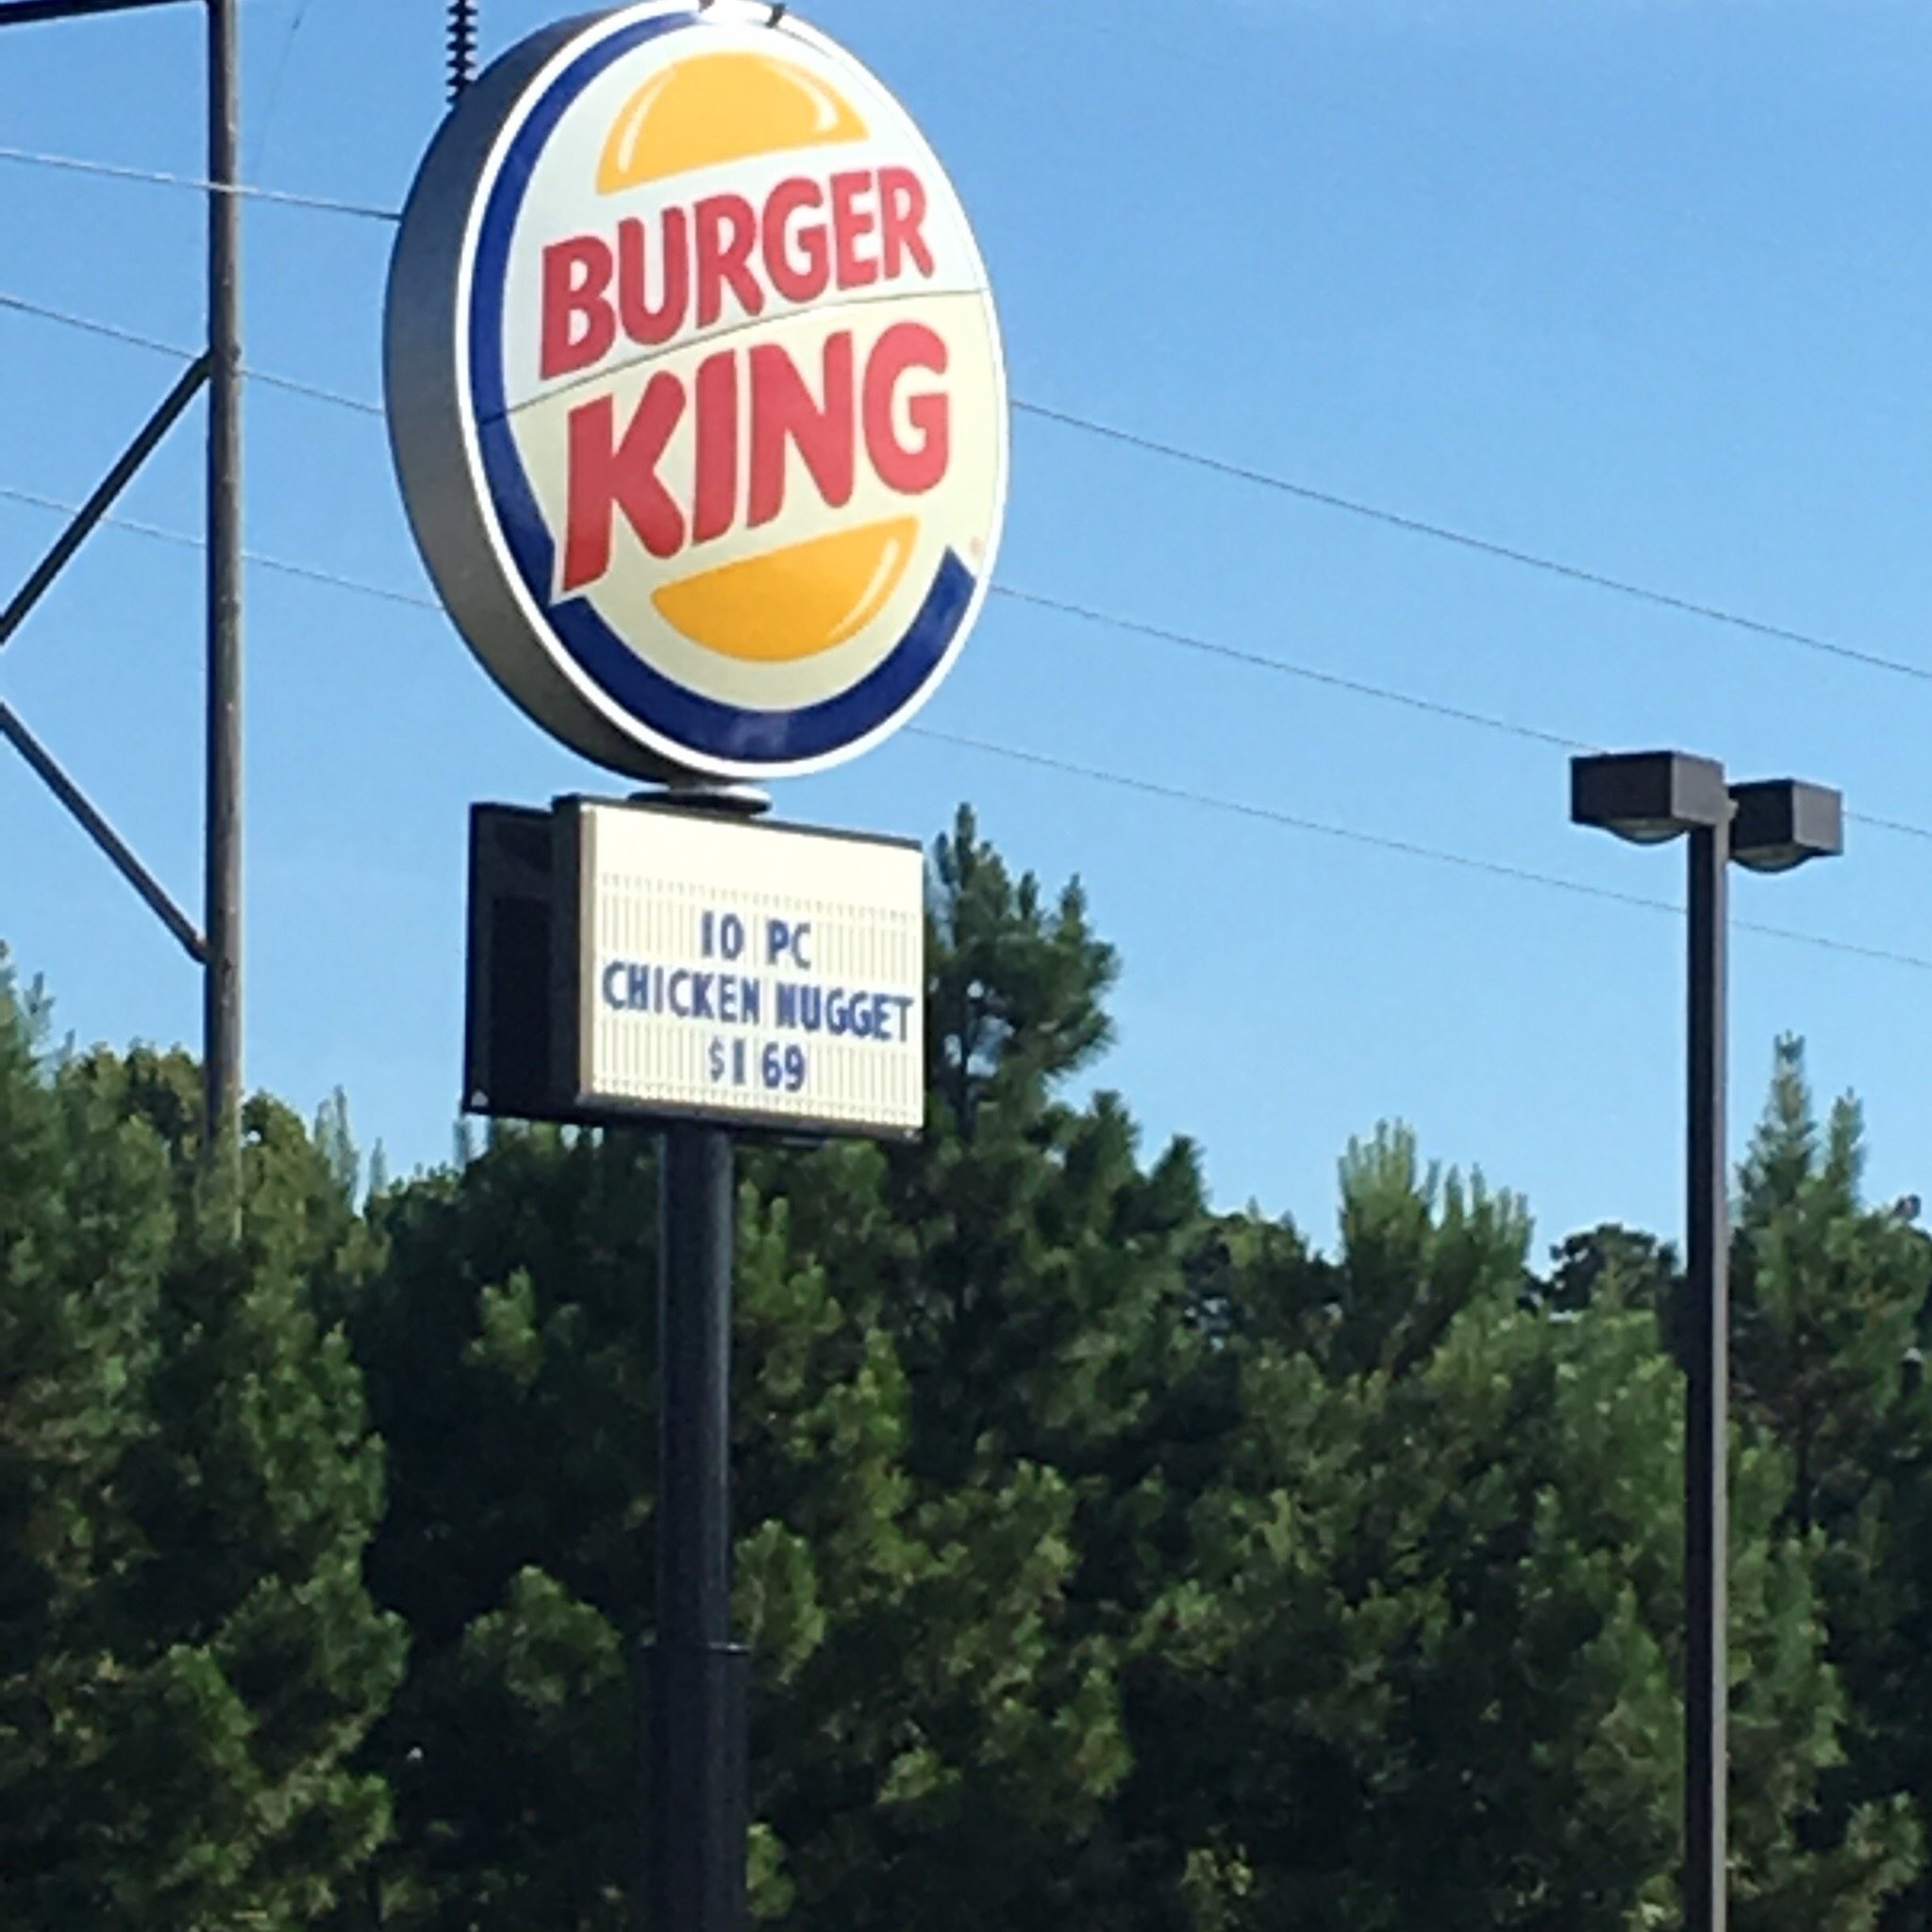 BURGER
KING
10 PC
CHICKEN NUGGET
$1 69